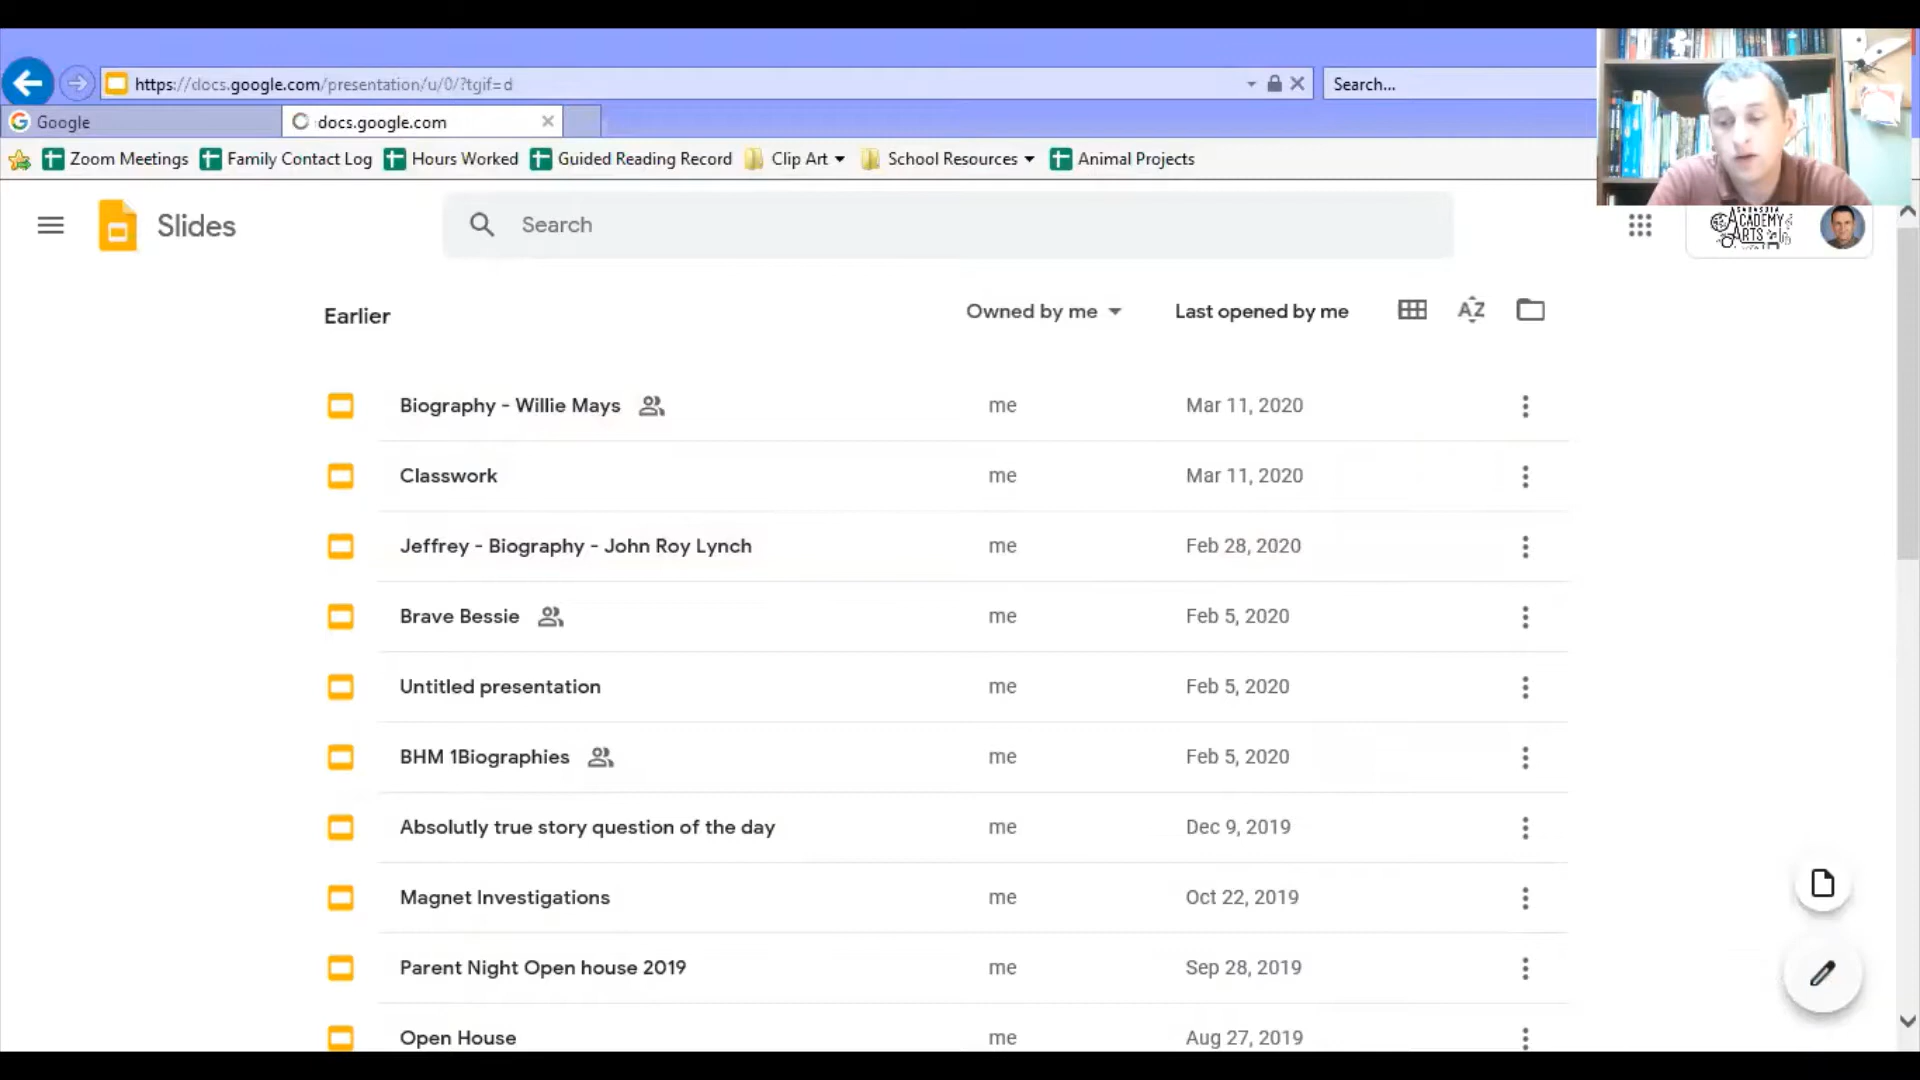 https://docs.google.com/presentation/u/0/?tgif=d
Search...
Google
docs.google.com
Zoom Meetings
Family Contact Log
Hours Worked
Guided Reading Record
Clip Art
School Resources
Animal Projects
Slides
Search
ACADEMY
ARTS
Earlier
Owned by me
Last opened by me
AZ
Biography - Willie Mays me Mar 11, 2020
Classwork me Mar 11, 2020
Jeffrey - Biography - John Roy Lynch me Feb 28, 2020
Brave Bessie me Feb 5, 2020
Untitled presentation me Feb 5, 2020
BHM 1Biographies me Feb 5, 2020
Absolutly true story question of the day me Dec 9, 2019
Magnet Investigations me Oct 22, 2019
Parent Night Open house 2019 me Sep 28, 2019
Open House me Aug 27, 2019